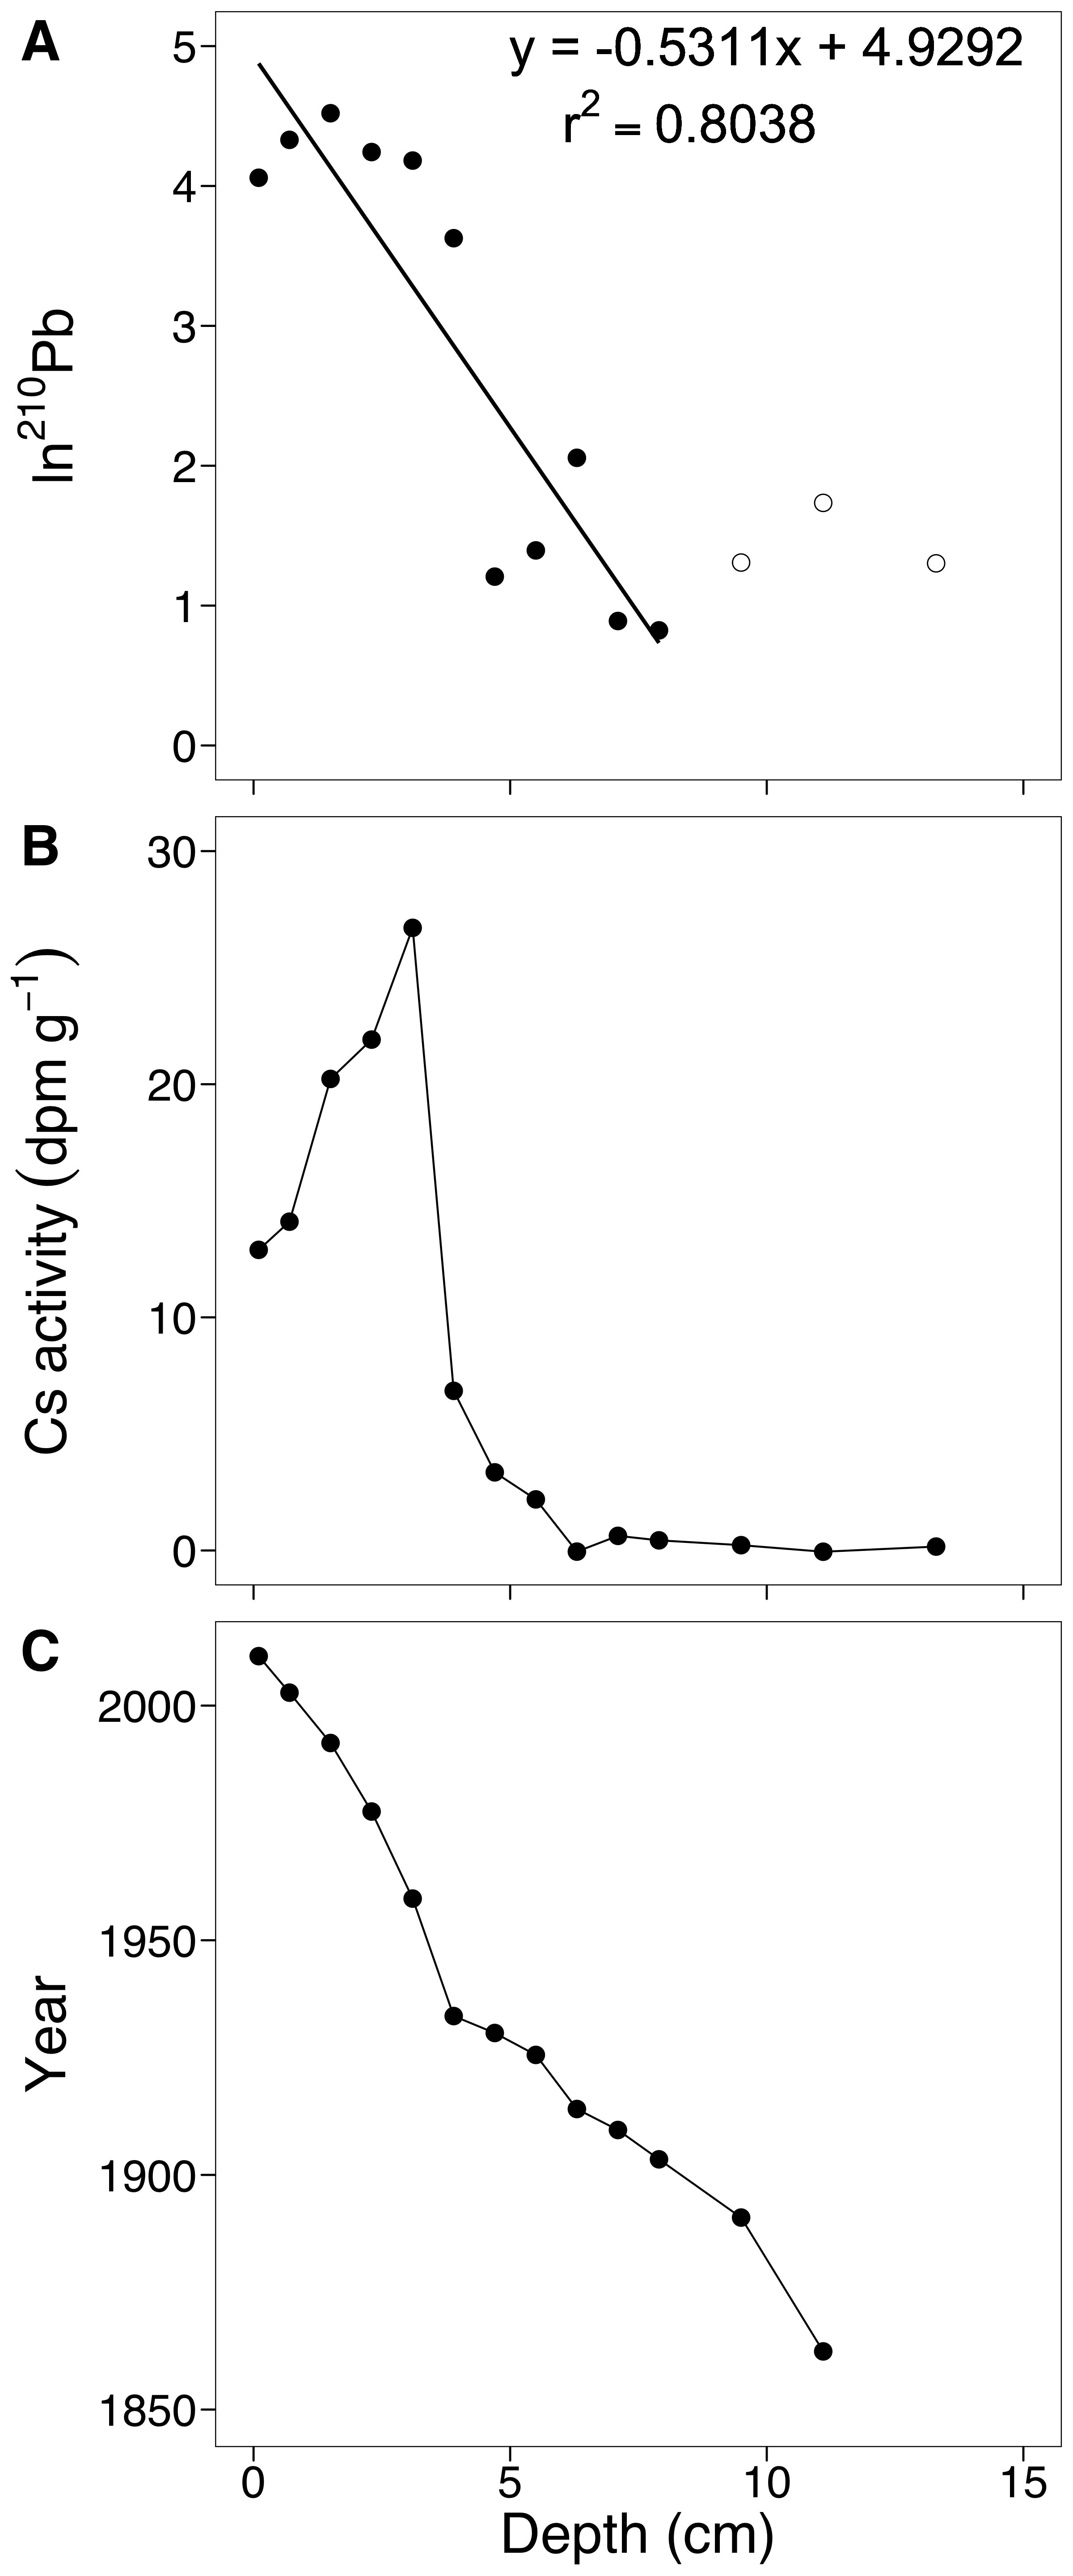 A
y = -0.5311x + 4.9292
r² = 0.8038
5
4
3
2
1
0
ln²¹⁰Pb
B
30
20
10
0
Cs activity (dpm g⁻¹)
C
2000
1950
1900
1850
Year
0 5 10 15
Depth (cm)